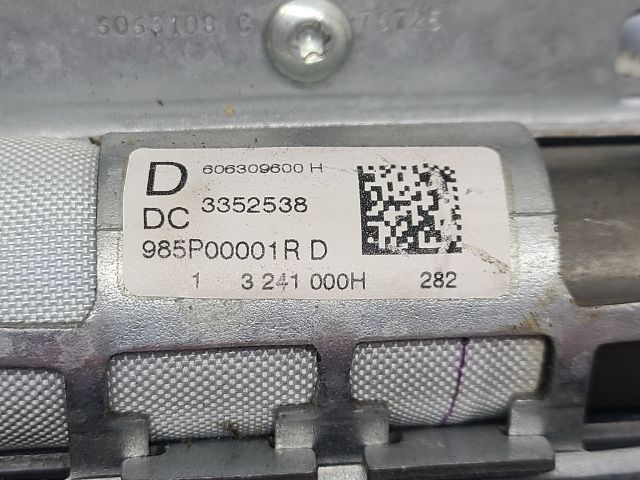 6063108 C 76725
D 606309600 H
DC 3352538
985P00001R D
1 3 241 000H 282